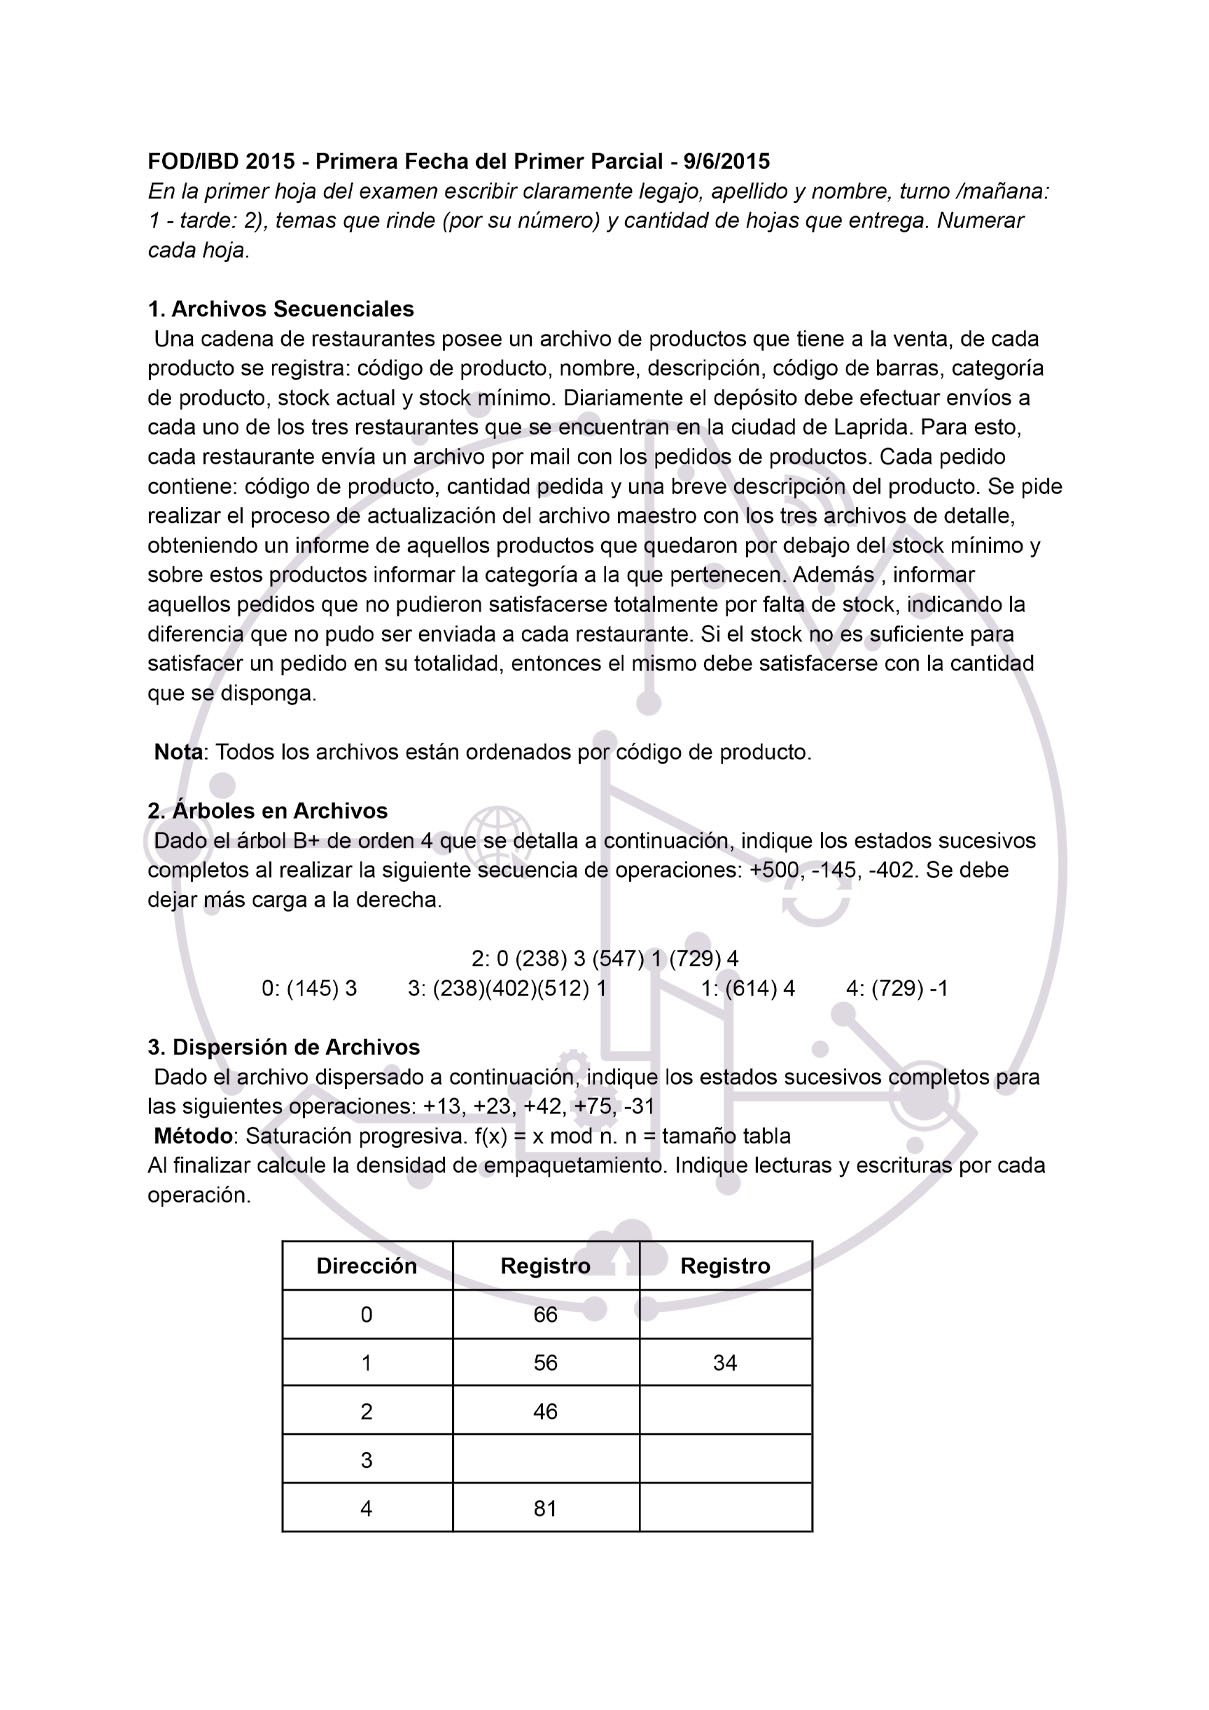 FOD/IBD 2015 - Primera Fecha del Primer Parcial - 9/6/2015
En la primer hoja del examen escribir claramente legajo, apellido y nombre, turno /mañana:
1 - tarde: 2), temas que rinde (por su número) y cantidad de hojas que entrega. Numerar
cada hoja.
1. Archivos Secuenciales
Una cadena de restaurantes posee un archivo de productos que tiene a la venta, de cada
producto se registra: código de producto, nombre, descripción, código de barras, categoría
de producto, stock actual y stock mínimo. Diariamente el depósito debe efectuar envíos a
cada uno de los tres restaurantes que se encuentran en la ciudad de Laprida. Para esto,
cada restaurante envía un archivo por mail con los pedidos de productos. Cada pedido
contiene: código de producto, cantidad pedida y una breve descripción del producto. Se pide
realizar el proceso de actualización del archivo maestro con los tres archivos de detalle,
obteniendo un informe de aquellos productos que quedaron por debajo del stock mínimo y
sobre estos productos informar la categoría a la que pertenecen. Además , informar
aquellos pedidos que no pudieron satisfacerse totalmente por falta de stock, indicando la
diferencia que no pudo ser enviada a cada restaurante. Si el stock no es suficiente para
satisfacer un pedido en su totalidad, entonces el mismo debe satisfacerse con la cantidad
que se disponga.
Nota: Todos los archivos están ordenados por código de producto.
2. Árboles en Archivos
Dado el árbol B+ de orden 4 que se detalla a continuación, indique los estados sucesivos
completos al realizar la siguiente secuencia de operaciones: +500, -145, -402. Se debe
dejar más carga a la derecha.
2: 0 (238) 3 (547) 1 (729) 4
0: (145) 3 3: (238)(402)(512) 1 1: (614) 4 4: (729) -1
3. Dispersión de Archivos
Dado el archivo dispersado a continuación, indique los estados sucesivos completos para
las siguientes operaciones: +13, +23, +42, +75, -31
Método: Saturación progresiva. f(x) = x mod n. n = tamaño tabla
Al finalizar calcule la densidad de empaquetamiento. Indique lecturas y escrituras por cada
operación.
Dirección Registro Registro
0 66
1 56 34
2 46
3
4 81